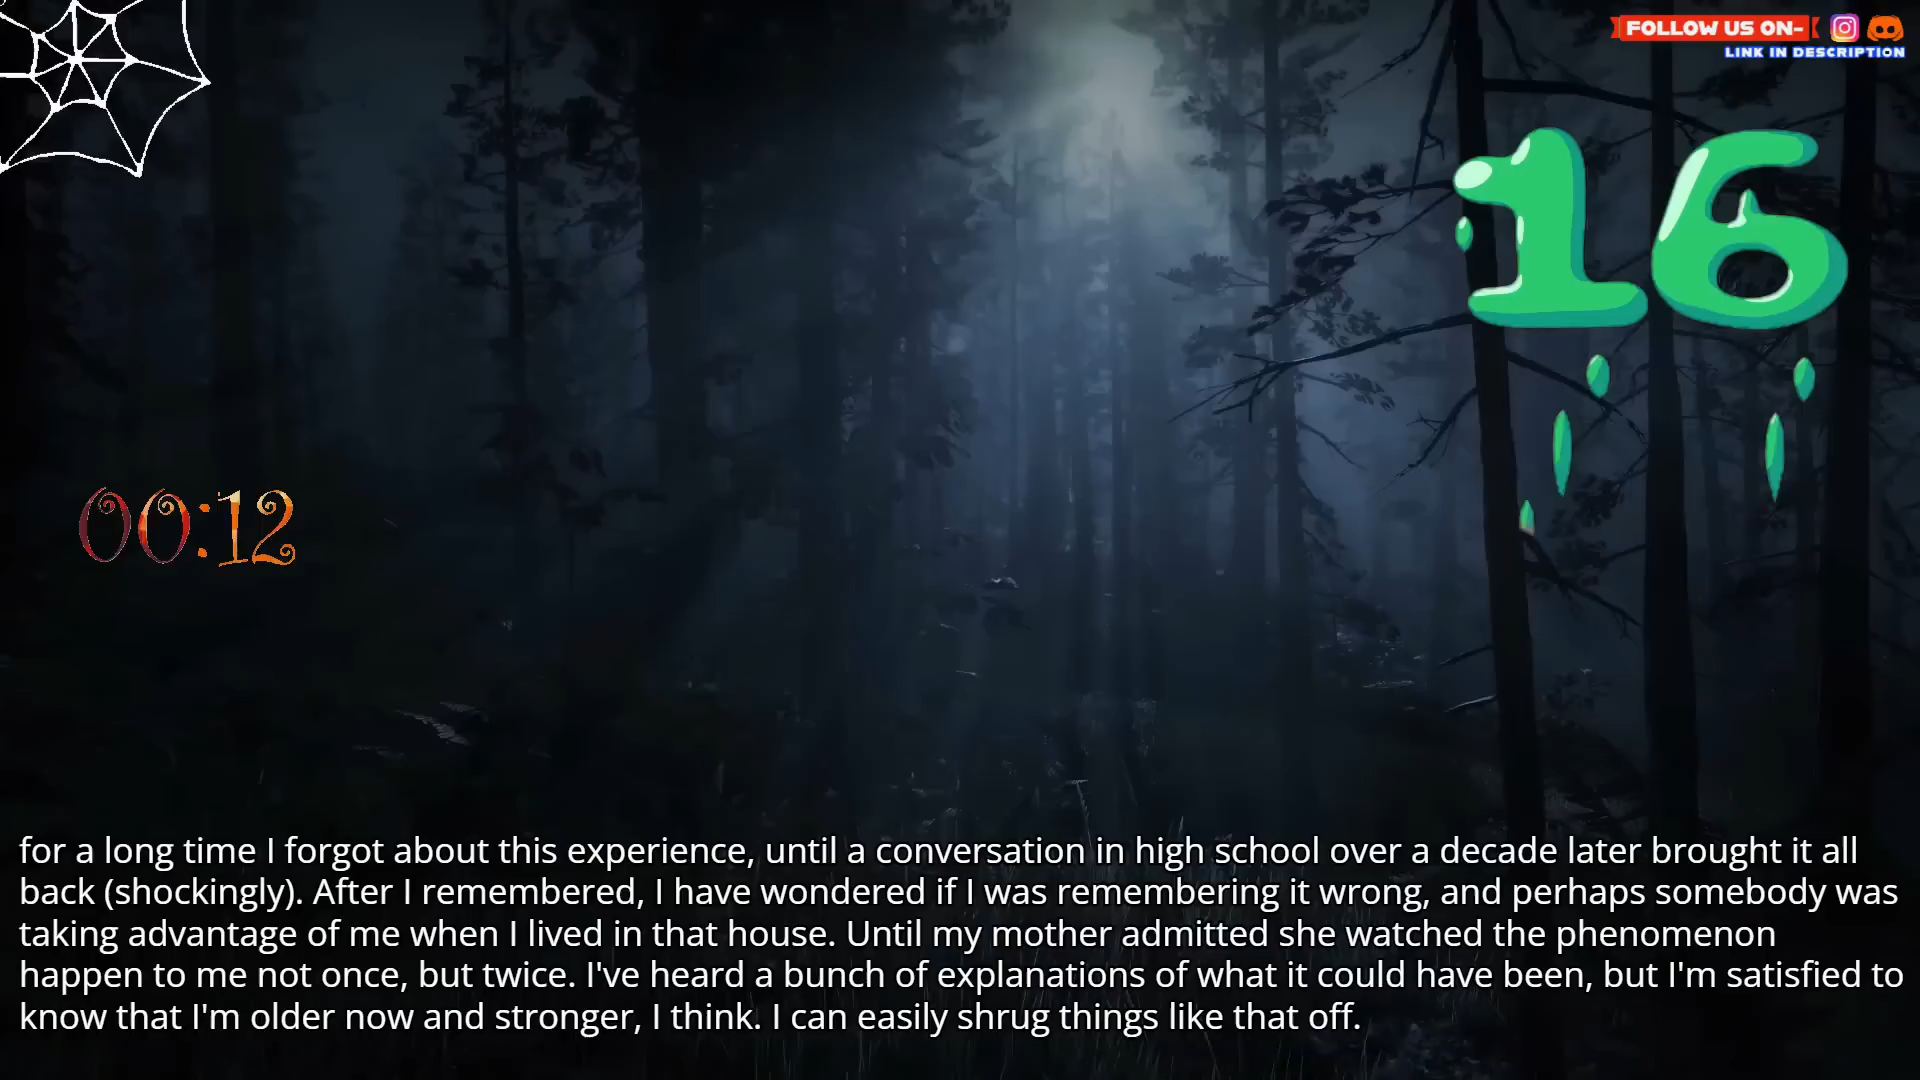 FOLLOW US ON-
LINK IN DESCRIPTION
16
00:12
for a long time I forgot about this experience, until a conversation in high school over a decade later brought it all
back (shockingly). After I remembered, I have wondered if I was remembering it wrong, and perhaps somebody was
taking advantage of me when I lived in that house. Until my mother admitted she watched the phenomenon
happen to me not once, but twice. I've heard a bunch of explanations of what it could have been, but I'm satisfied to
know that I'm older now and stronger, I think. I can easily shrug things like that off.